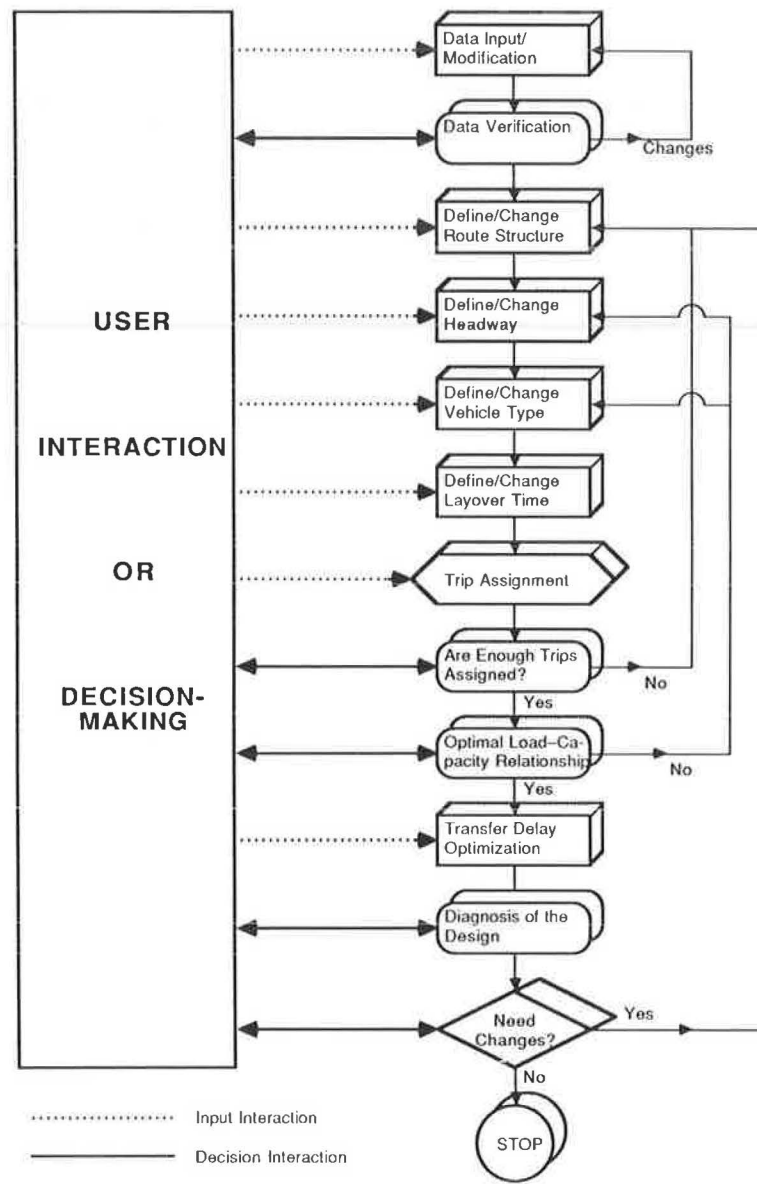 Data Input/
Modification
Data Verification
Changes
Define/Change
Route Structure
Define/Change
Headway
USER
Define/Change
Vehicle Type
INTERACTION
Define/Change
Layover Time
OR
Trip Assignment
Are Enough Trips
Assigned?
No
Yes
DECISION-
MAKING
Optimal Load–Ca-
pacity Relationship
No
Yes
Transfer Delay
Optimization
Diagnosis of the
Design
Need
Changes?
Yes
No
STOP
Input Interaction
Decision Interaction